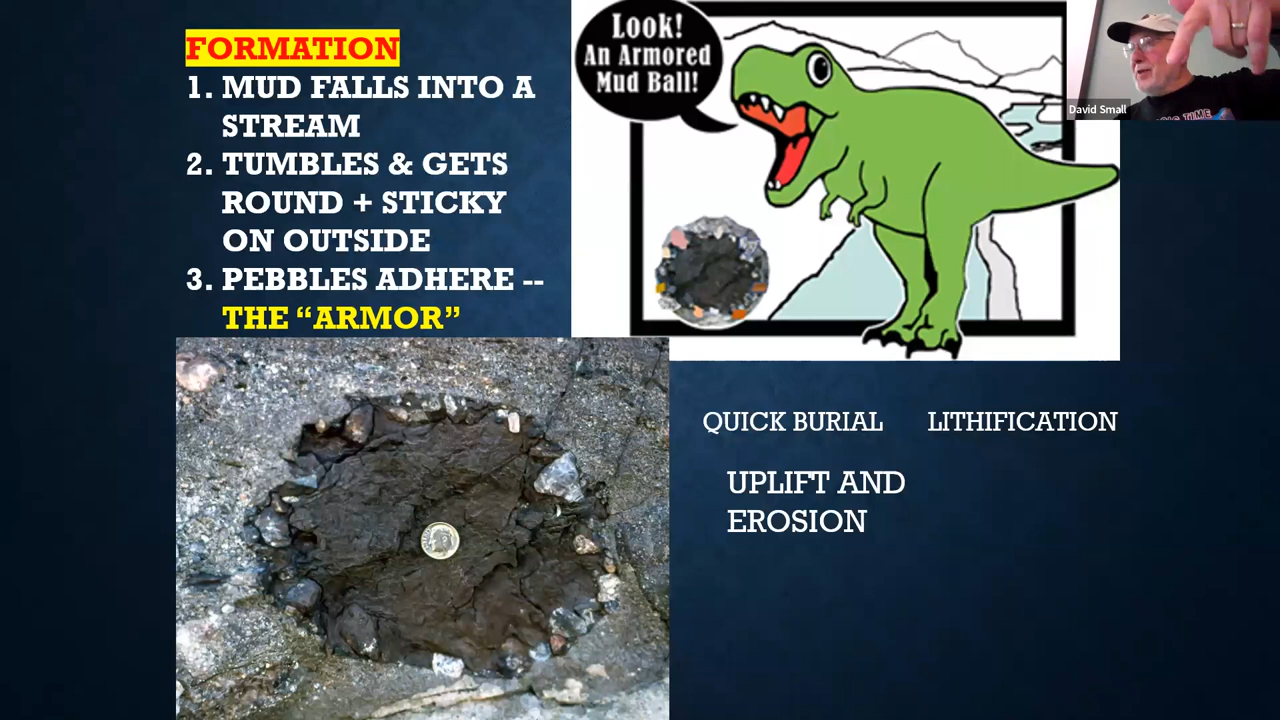 FORMATION
1. MUD FALLS INTO A
STREAM
2. TUMBLES & GETS
ROUND + STICKY
ON OUTSIDE
3. PEBBLES ADHERE --
THE “ARMOR”
Look!
An Armored
Mud Ball!
David Small
QUICK BURIAL
LITHIFICATION
UPLIFT AND
EROSION